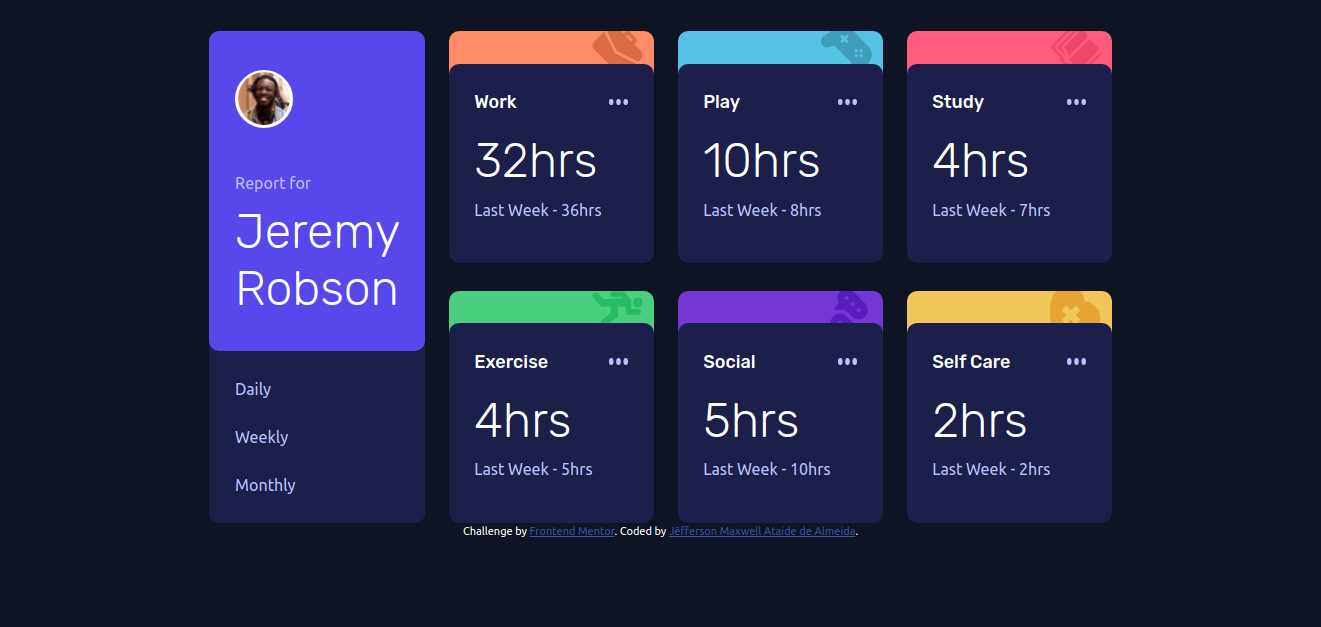 Report for
Jeremy
Robson
Daily
Weekly
Monthly
Work
32hrs
Last Week - 36hrs
Play
10hrs
Last Week - 8hrs
Study
4hrs
Last Week - 7hrs
Exercise
4hrs
Last Week - 5hrs
Social
5hrs
Last Week - 10hrs
Self Care
2hrs
Last Week - 2hrs
Challenge by Frontend Mentor. Coded by Jêfferson Maxwell Ataide de Almeida.